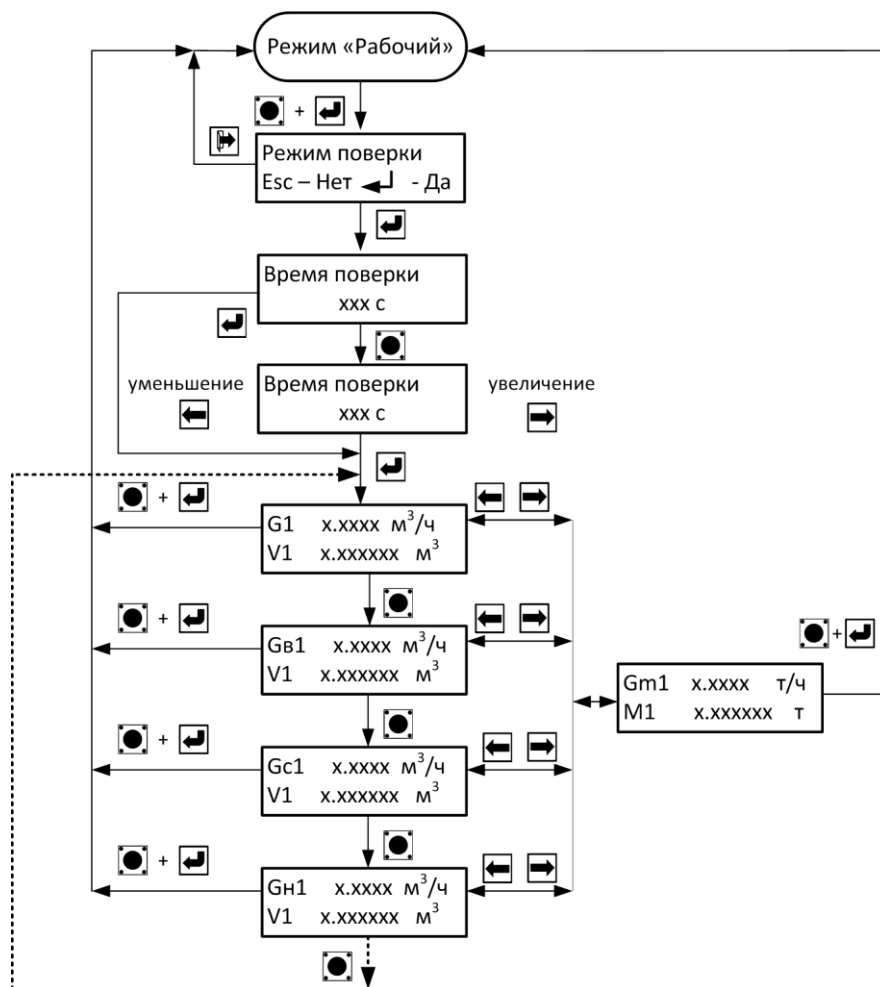 Режим «Рабочий»
+
Режим поверки
Esc – Нет ↵ - Да
Время поверки
xxx с
уменьшение
Время поверки
xxx с
увеличение
+
G1 x.xxxx м³/ч
V1 x.xxxxxx м³
+
Gв1 x.xxxx м³/ч
V1 x.xxxxxx м³
+
Gm1 x.xxxx т/ч
M1 x.xxxxxx т
+
Gс1 x.xxxx м³/ч
V1 x.xxxxxx м³
+
Gн1 x.xxxx м³/ч
V1 x.xxxxxx м³